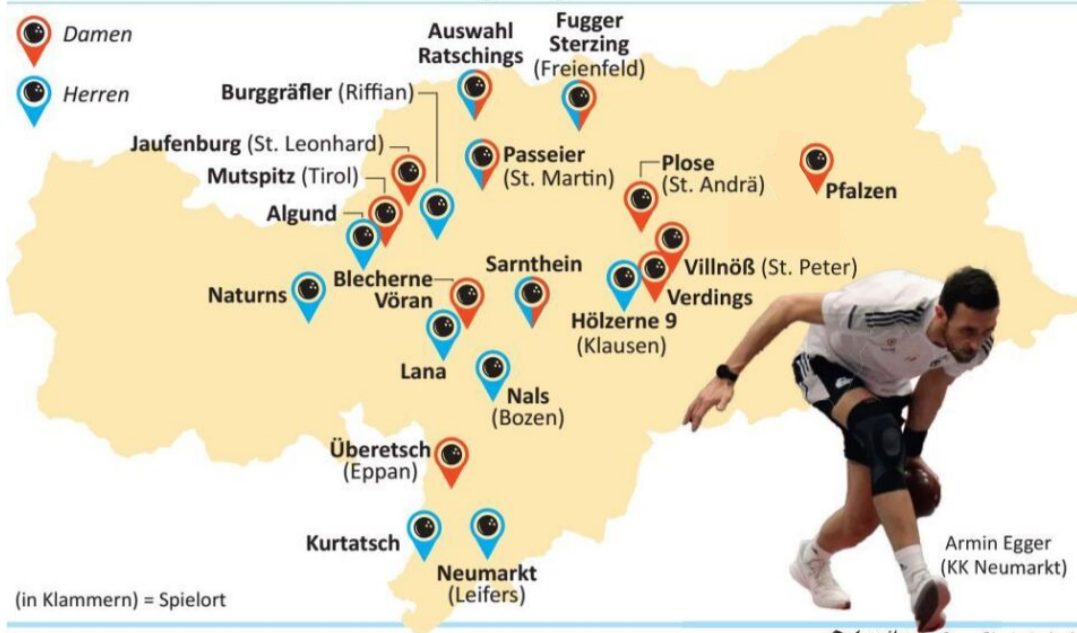 Damen
Herren
Auswahl
Ratschings
Fugger
Sterzing
(Freienfeld)
Burggräfler (Riffian)
Jaufenburg (St. Leonhard)
Mutspitz (Tirol)
Algund
Passeier
(St. Martin)
Plose
(St. Andrä)
Pfalzen
Naturns
Blecherne
Vöran
Sarnthein
Villnöß (St. Peter)
Verdings
Hölzerne 9
(Klausen)
Lana
Nals
(Bozen)
Überetsch
(Eppan)
Kurtatsch
Neumarkt
(Leifers)
Armin Egger
(KK Neumarkt)
(in Klammern) = Spielort